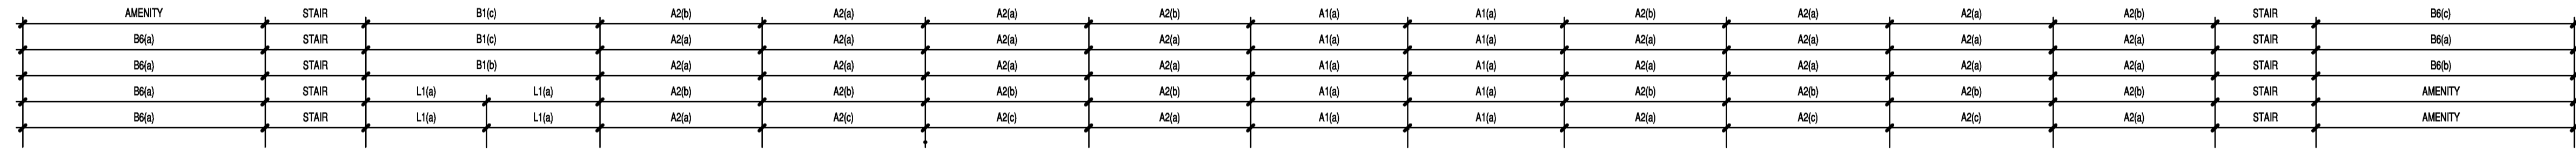 AMENITY STAIR B1(c) A2(b) A2(a) A2(a) A2(b) A1(a) A1(a) A2(b) A2(a) A2(a) A2(b) STAIR B6(c)
B6(a) STAIR B1(c) A2(a) A2(a) A2(a) A2(a) A1(a) A1(a) A2(a) A2(a) A2(a) A2(a) STAIR B6(a)
B6(a) STAIR B1(b) A2(a) A2(a) A2(a) A2(a) A1(a) A1(a) A2(a) A2(a) A2(a) A2(a) STAIR B6(b)
B6(a) STAIR L1(a) L1(a) A2(b) A2(b) A2(b) A2(b) A1(a) A1(a) A2(b) A2(b) A2(b) A2(b) STAIR AMENITY
B6(a) STAIR L1(a) L1(a) A2(a) A2(c) A2(c) A2(a) A1(a) A1(a) A2(a) A2(c) A2(c) A2(a) STAIR AMENITY